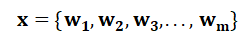 x = {w₁, w₂, w₃,..., wₘ}